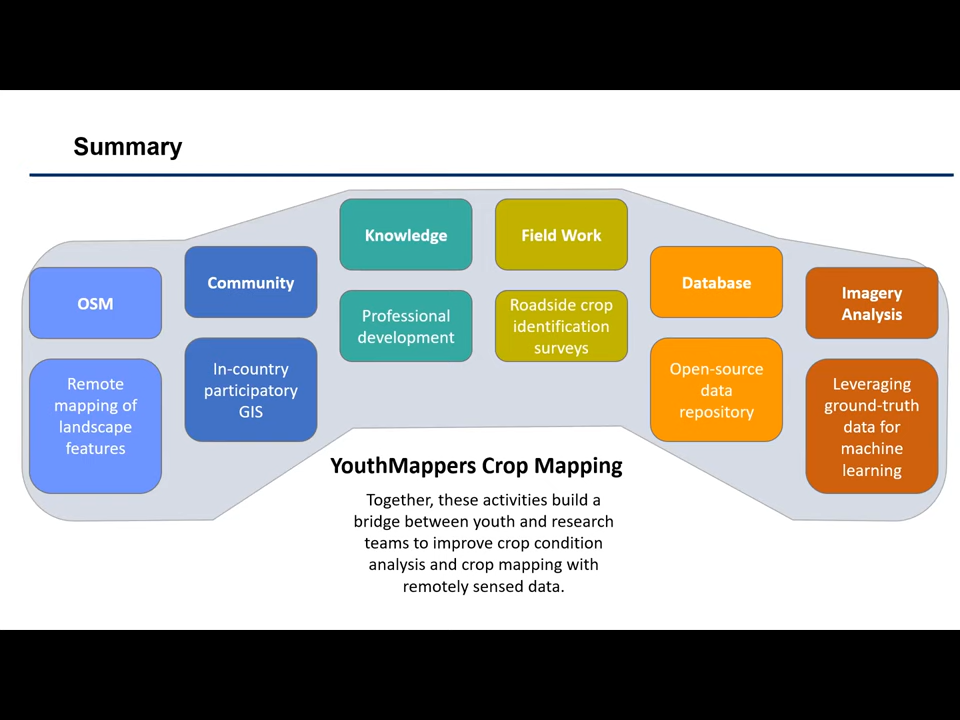 Summary
OSM
Remote
mapping of
landscape
features
Community
In-country
participatory
GIS
Knowledge
Professional
development
Field Work
Roadside crop
identification
surveys
Database
Open-source
data
repository
Imagery
Analysis
Leveraging
ground-truth
data for
machine
learning
YouthMappers Crop Mapping
Together, these activities build a
bridge between youth and research
teams to improve crop condition
analysis and crop mapping with
remotely sensed data.